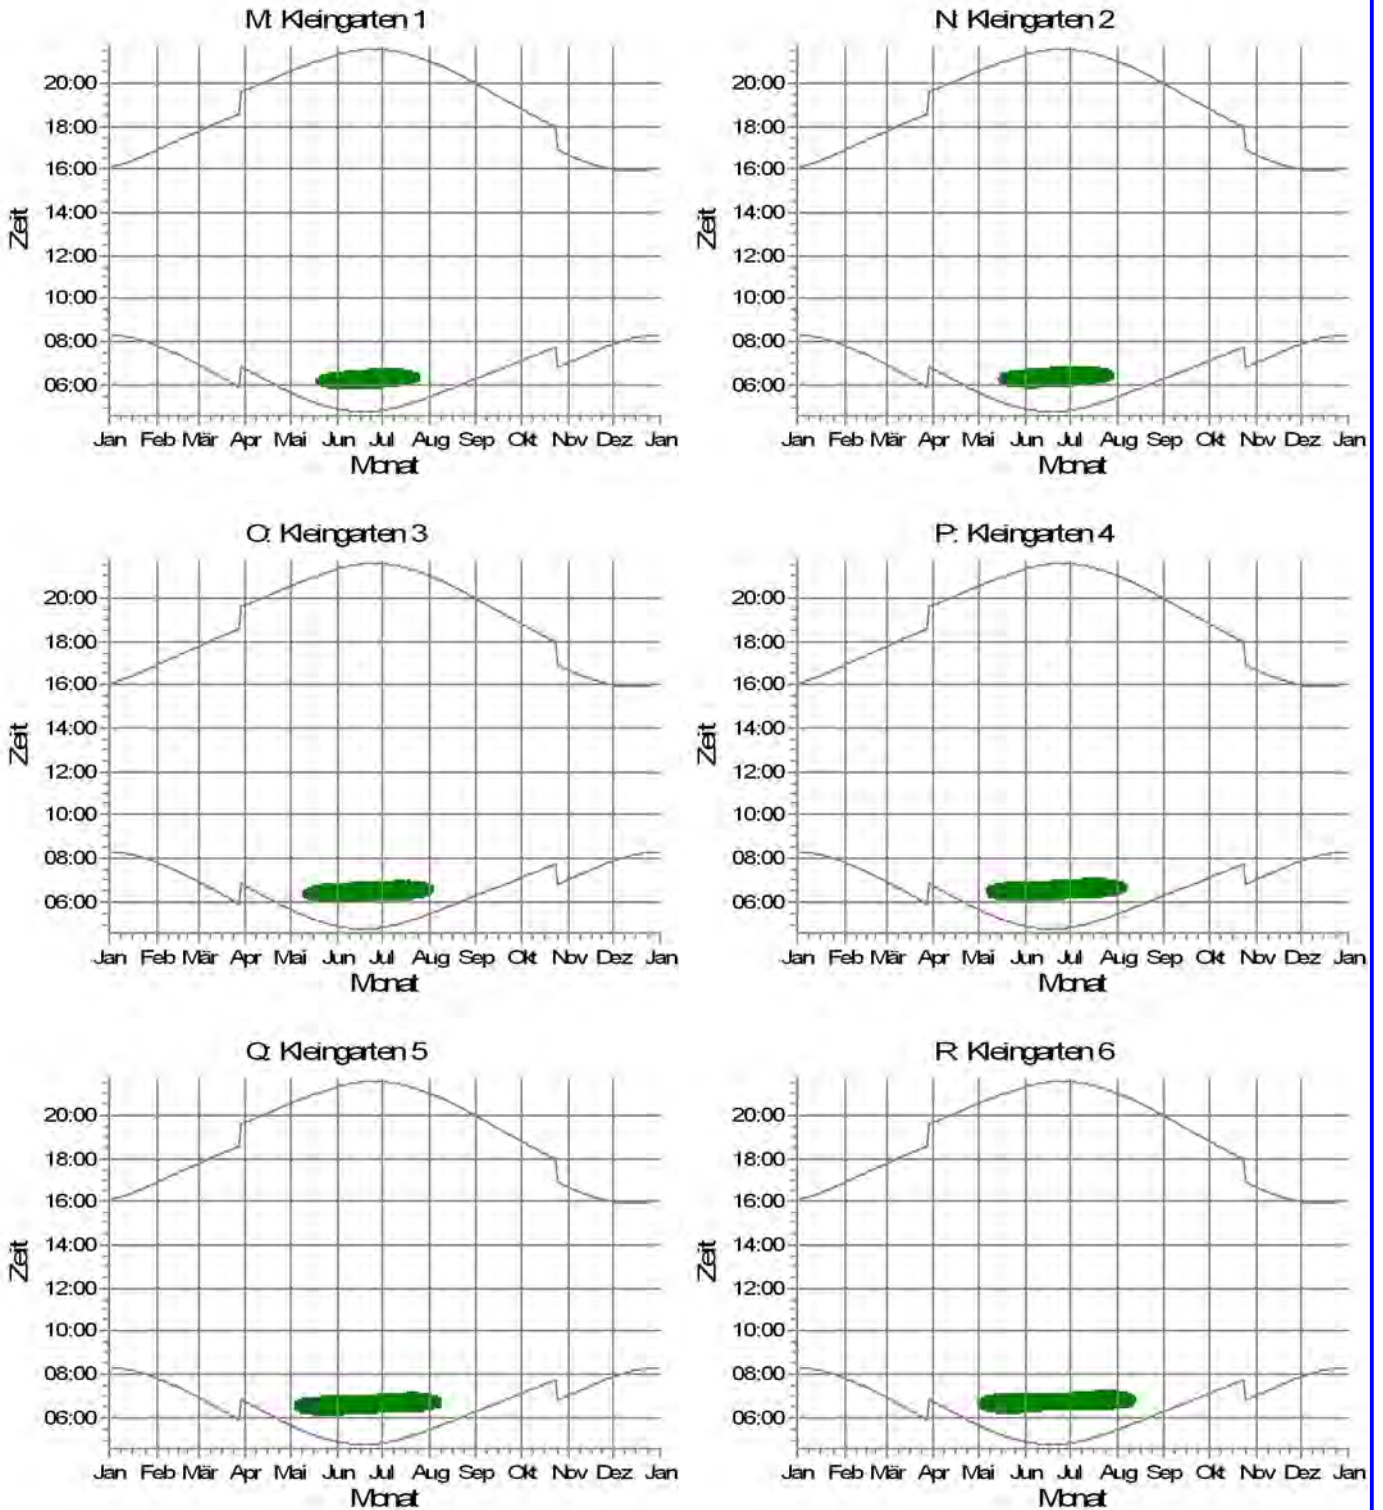 M: Kleingarten 1
20:00
18:00
16:00
14:00
12:00
10:00
08:00
06:00
Zeit
Jan Feb Mär Apr Mai Jun Jul Aug Sep Okt Nov Dez Jan
Monat
N: Kleingarten 2
20:00
18:00
16:00
14:00
12:00
10:00
08:00
06:00
Zeit
Jan Feb Mär Apr Mai Jun Jul Aug Sep Okt Nov Dez Jan
Monat
O: Kleingarten 3
20:00
18:00
16:00
14:00
12:00
10:00
08:00
06:00
Zeit
Jan Feb Mär Apr Mai Jun Jul Aug Sep Okt Nov Dez Jan
Monat
P: Kleingarten 4
20:00
18:00
16:00
14:00
12:00
10:00
08:00
06:00
Zeit
Jan Feb Mär Apr Mai Jun Jul Aug Sep Okt Nov Dez Jan
Monat
Q: Kleingarten 5
20:00
18:00
16:00
14:00
12:00
10:00
08:00
06:00
Zeit
Jan Feb Mär Apr Mai Jun Jul Aug Sep Okt Nov Dez Jan
Monat
R: Kleingarten 6
20:00
18:00
16:00
14:00
12:00
10:00
08:00
06:00
Zeit
Jan Feb Mär Apr Mai Jun Jul Aug Sep Okt Nov Dez Jan
Monat